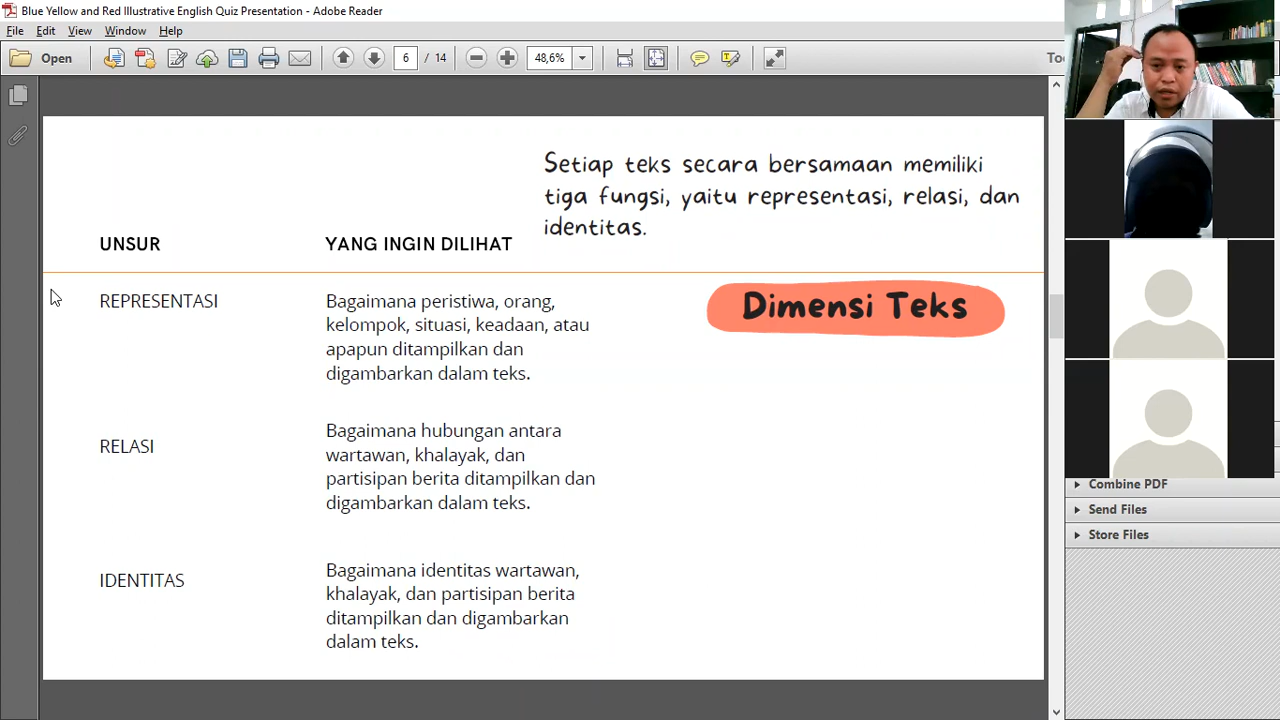 Blue Yellow and Red Illustrative English Quiz Presentation - Adobe Reader
File Edit View Window Help
Open 6 / 14 48,6%
Setiap teks secara bersamaan memiliki
tiga fungsi, yaitu representasi, relasi, dan
identitas.
UNSUR YANG INGIN DILIHAT
Dimensi Teks
REPRESENTASI
Bagaimana peristiwa, orang,
kelompok, situasi, keadaan, atau
apapun ditampilkan dan
digambarkan dalam teks.
RELASI
Bagaimana hubungan antara
wartawan, khalayak, dan
partisipan berita ditampilkan dan
digambarkan dalam teks.
IDENTITAS
Bagaimana identitas wartawan,
khalayak, dan partisipan berita
ditampilkan dan digambarkan
dalam teks.
Combine PDF
Send Files
Store Files